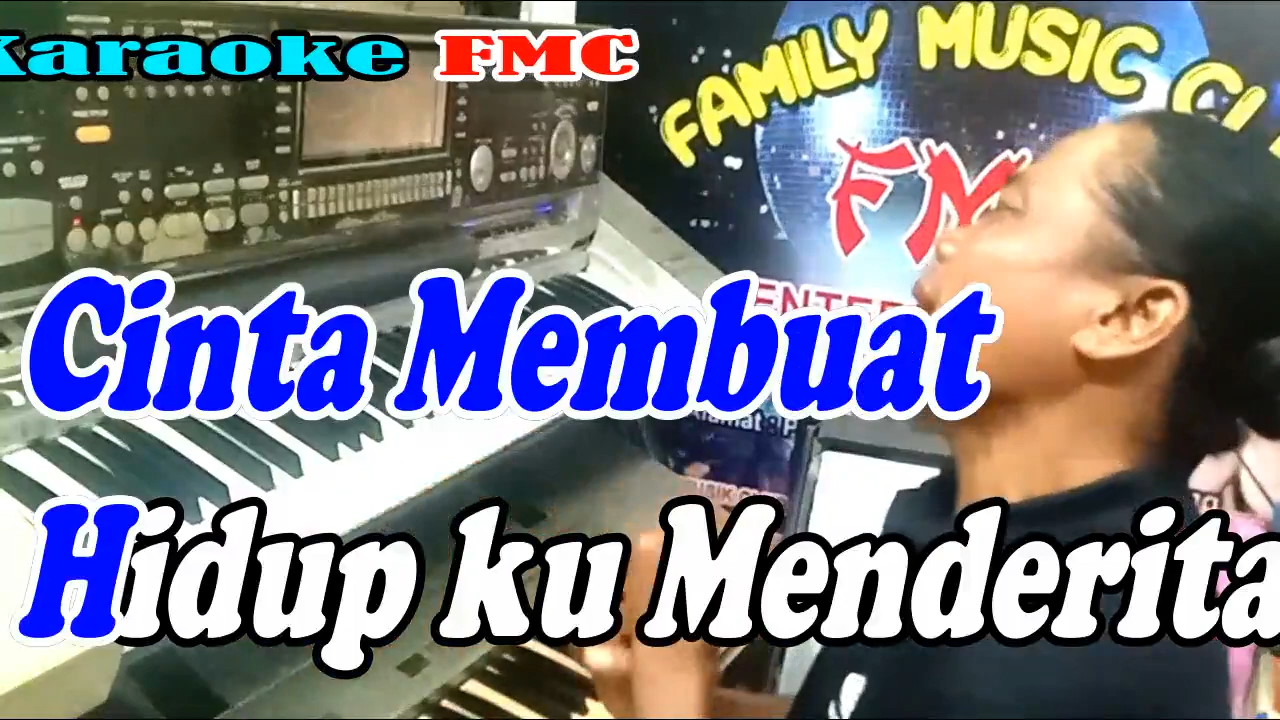 Karaoke FMC
FAMILY MUSIC
FM
Cinta Membuat
Hidup ku Menderita